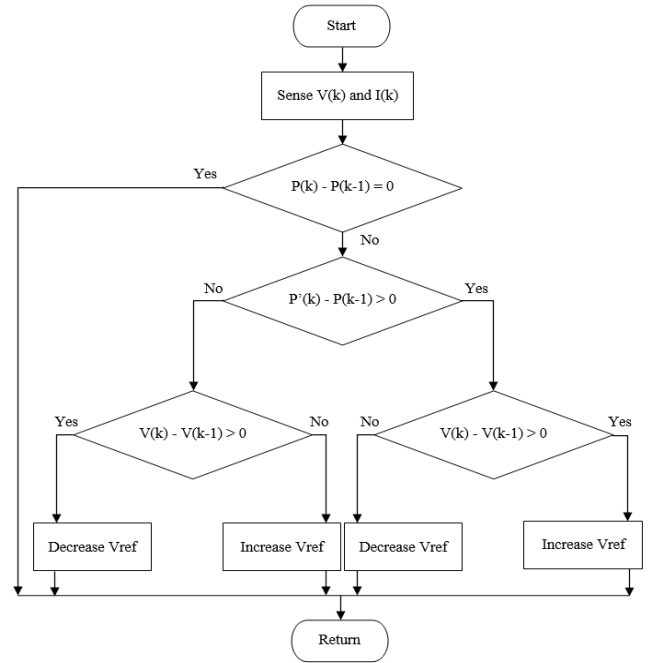 Start
Sense V(k) and I(k)
Yes
P(k) - P(k-1) = 0
No
No
P`(k) - P(k-1) > 0
Yes
Yes
V(k) - V(k-1) > 0
No
No
V(k) - V(k-1) > 0
Yes
Decrease Vref
Increase Vref
Decrease Vref
Increase Vref
Return